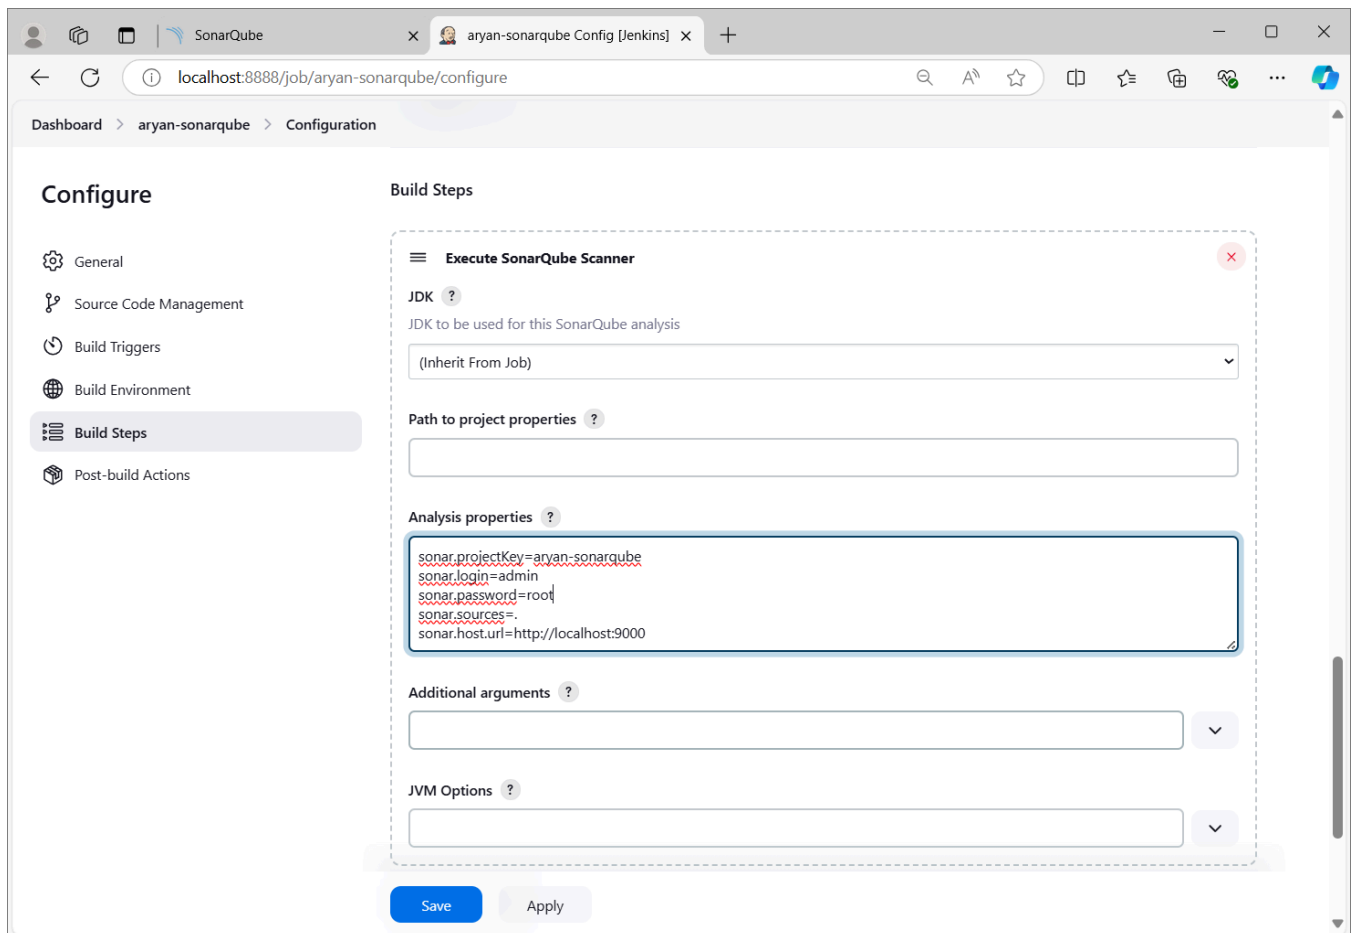 SonarQube
aryan-sonarqube Config [Jenkins]
localhost:8888/job/aryan-sonarqube/configure
Dashboard > aryan-sonarqube > Configuration
Configure
General
Source Code Management
Build Triggers
Build Environment
Build Steps
Post-build Actions
Build Steps
Execute SonarQube Scanner
JDK ?
JDK to be used for this SonarQube analysis
(Inherit From Job)
Path to project properties ?
Analysis properties ?
sonar.projectKey=aryan-sonarqube
sonar.login=admin
sonar.password=root
sonar.sources=.
sonar.host.url=http://localhost:9000
Additional arguments ?
JVM Options ?
Save Apply